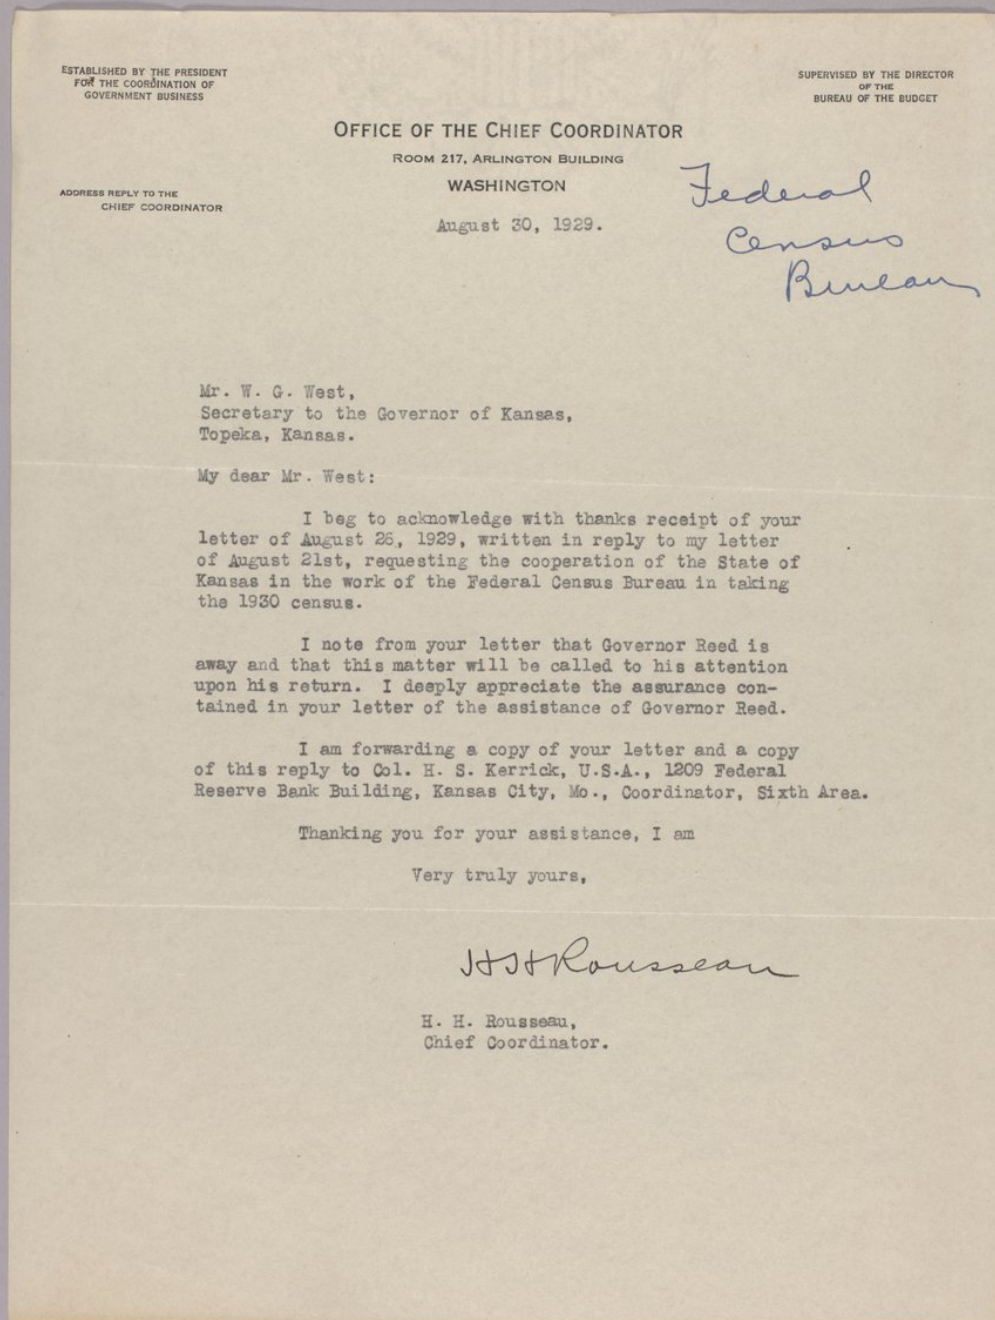 ESTABLISHED BY THE PRESIDENT
FOR THE COORDINATION OF
GOVERNMENT BUSINESS
SUPERVISED BY THE DIRECTOR
OF THE
BUREAU OF THE BUDGET
OFFICE OF THE CHIEF COORDINATOR
ROOM 217, ARLINGTON BUILDING
WASHINGTON
ADDRESS REPLY TO THE
CHIEF COORDINATOR
August 30, 1929.
Federal
Census
Bureau
Mr. W. G. West,
Secretary to the Governor of Kansas,
Topeka, Kansas.
My dear Mr. West:
I beg to acknowledge with thanks receipt of your
letter of August 26, 1929, written in reply to my letter
of August 21st, requesting the cooperation of the State of
Kansas in the work of the Federal Census Bureau in taking
the 1930 census.
I note from your letter that Governor Reed is
away and that this matter will be called to his attention
upon his return. I deeply appreciate the assurance con-
tained in your letter of the assistance of Governor Reed.
I am forwarding a copy of your letter and a copy
of this reply to Col. H. S. Kerrick, U.S.A., 1209 Federal
Reserve Bank Building, Kansas City, Mo., Coordinator, Sixth Area.
Thanking you for your assistance, I am
Very truly yours,
HHRousseau
H. H. Rousseau,
Chief Coordinator.